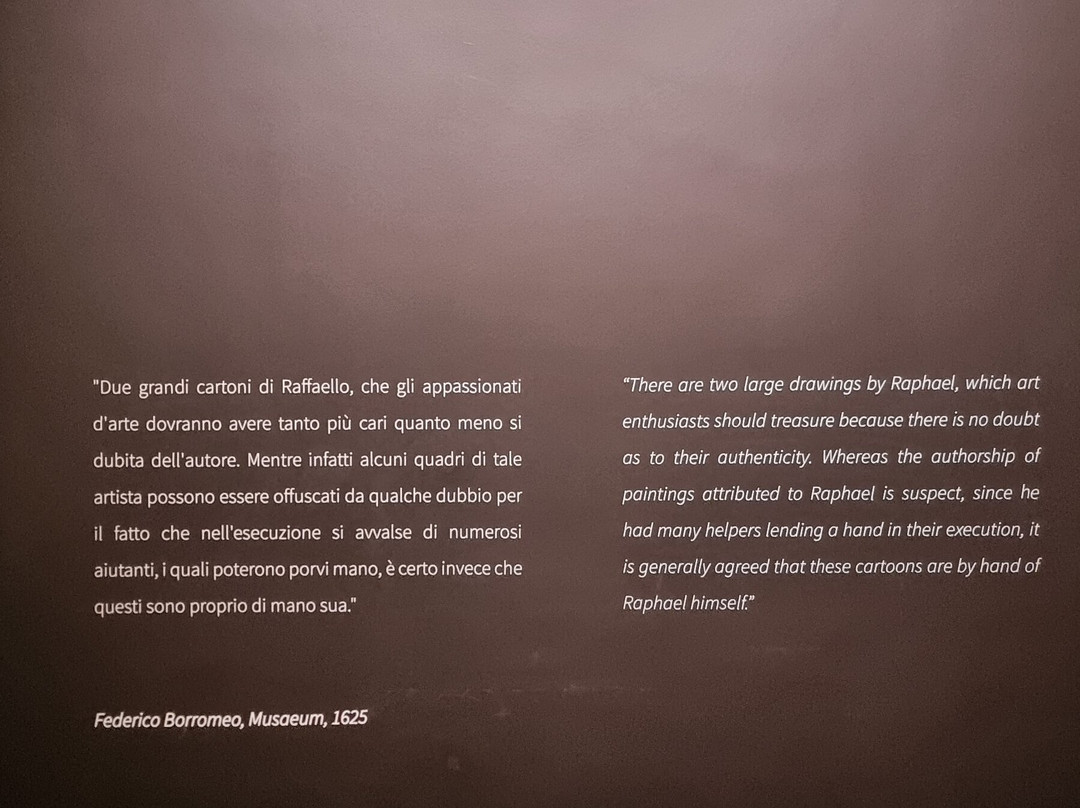 "Due grandi cartoni di Raffaello, che gli appassionati
d'arte dovranno avere tanto più cari quanto meno si
dubita dell'autore. Mentre infatti alcuni quadri di tale
artista possono essere offuscati da qualche dubbio per
il fatto che nell'esecuzione si avvalse di numerosi
aiutanti, i quali poterono porvi mano, è certo invece che
questi sono proprio di mano sua."
Federico Borromeo, Musaeum, 1625
“There are two large drawings by Raphael, which art
enthusiasts should treasure because there is no doubt
as to their authenticity. Whereas the authorship of
paintings attributed to Raphael is suspect, since he
had many helpers lending a hand in their execution, it
is generally agreed that these cartoons are by hand of
Raphael himself.”